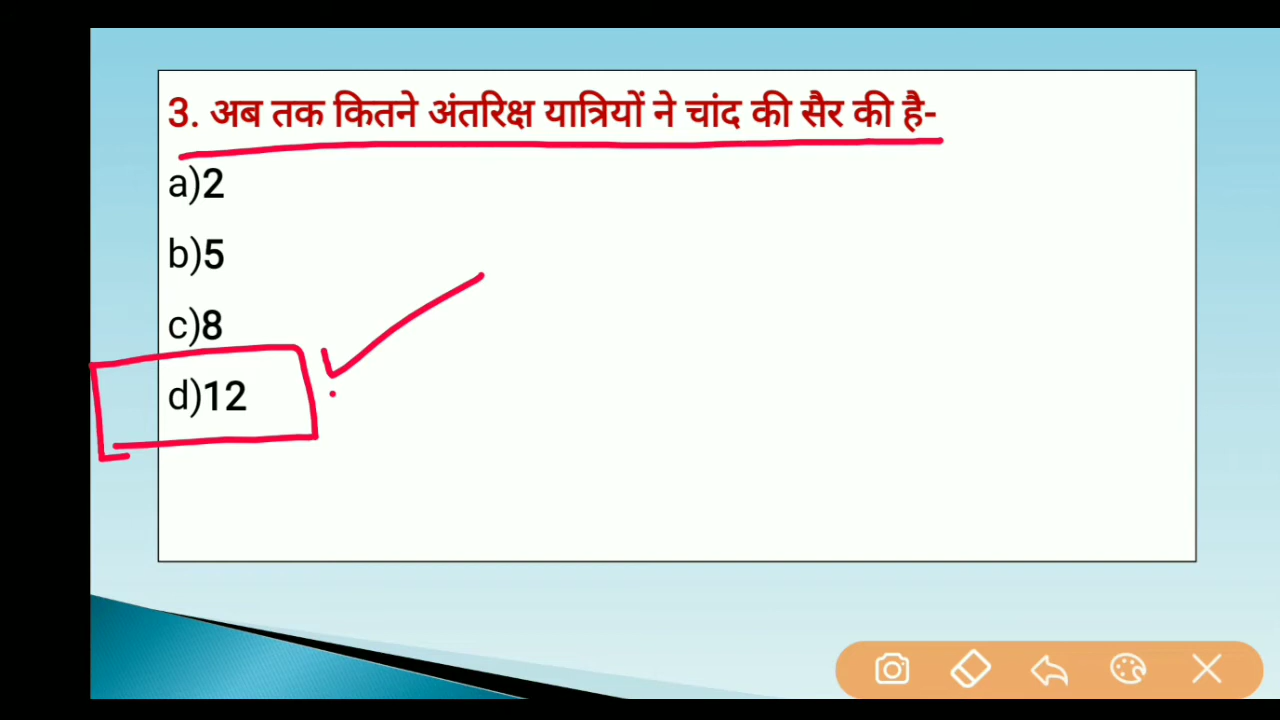 3. अब तक कितने अंतरिक्ष यात्रियों ने चांद की सैर की है-
a)2
b)5
c)8
d)12